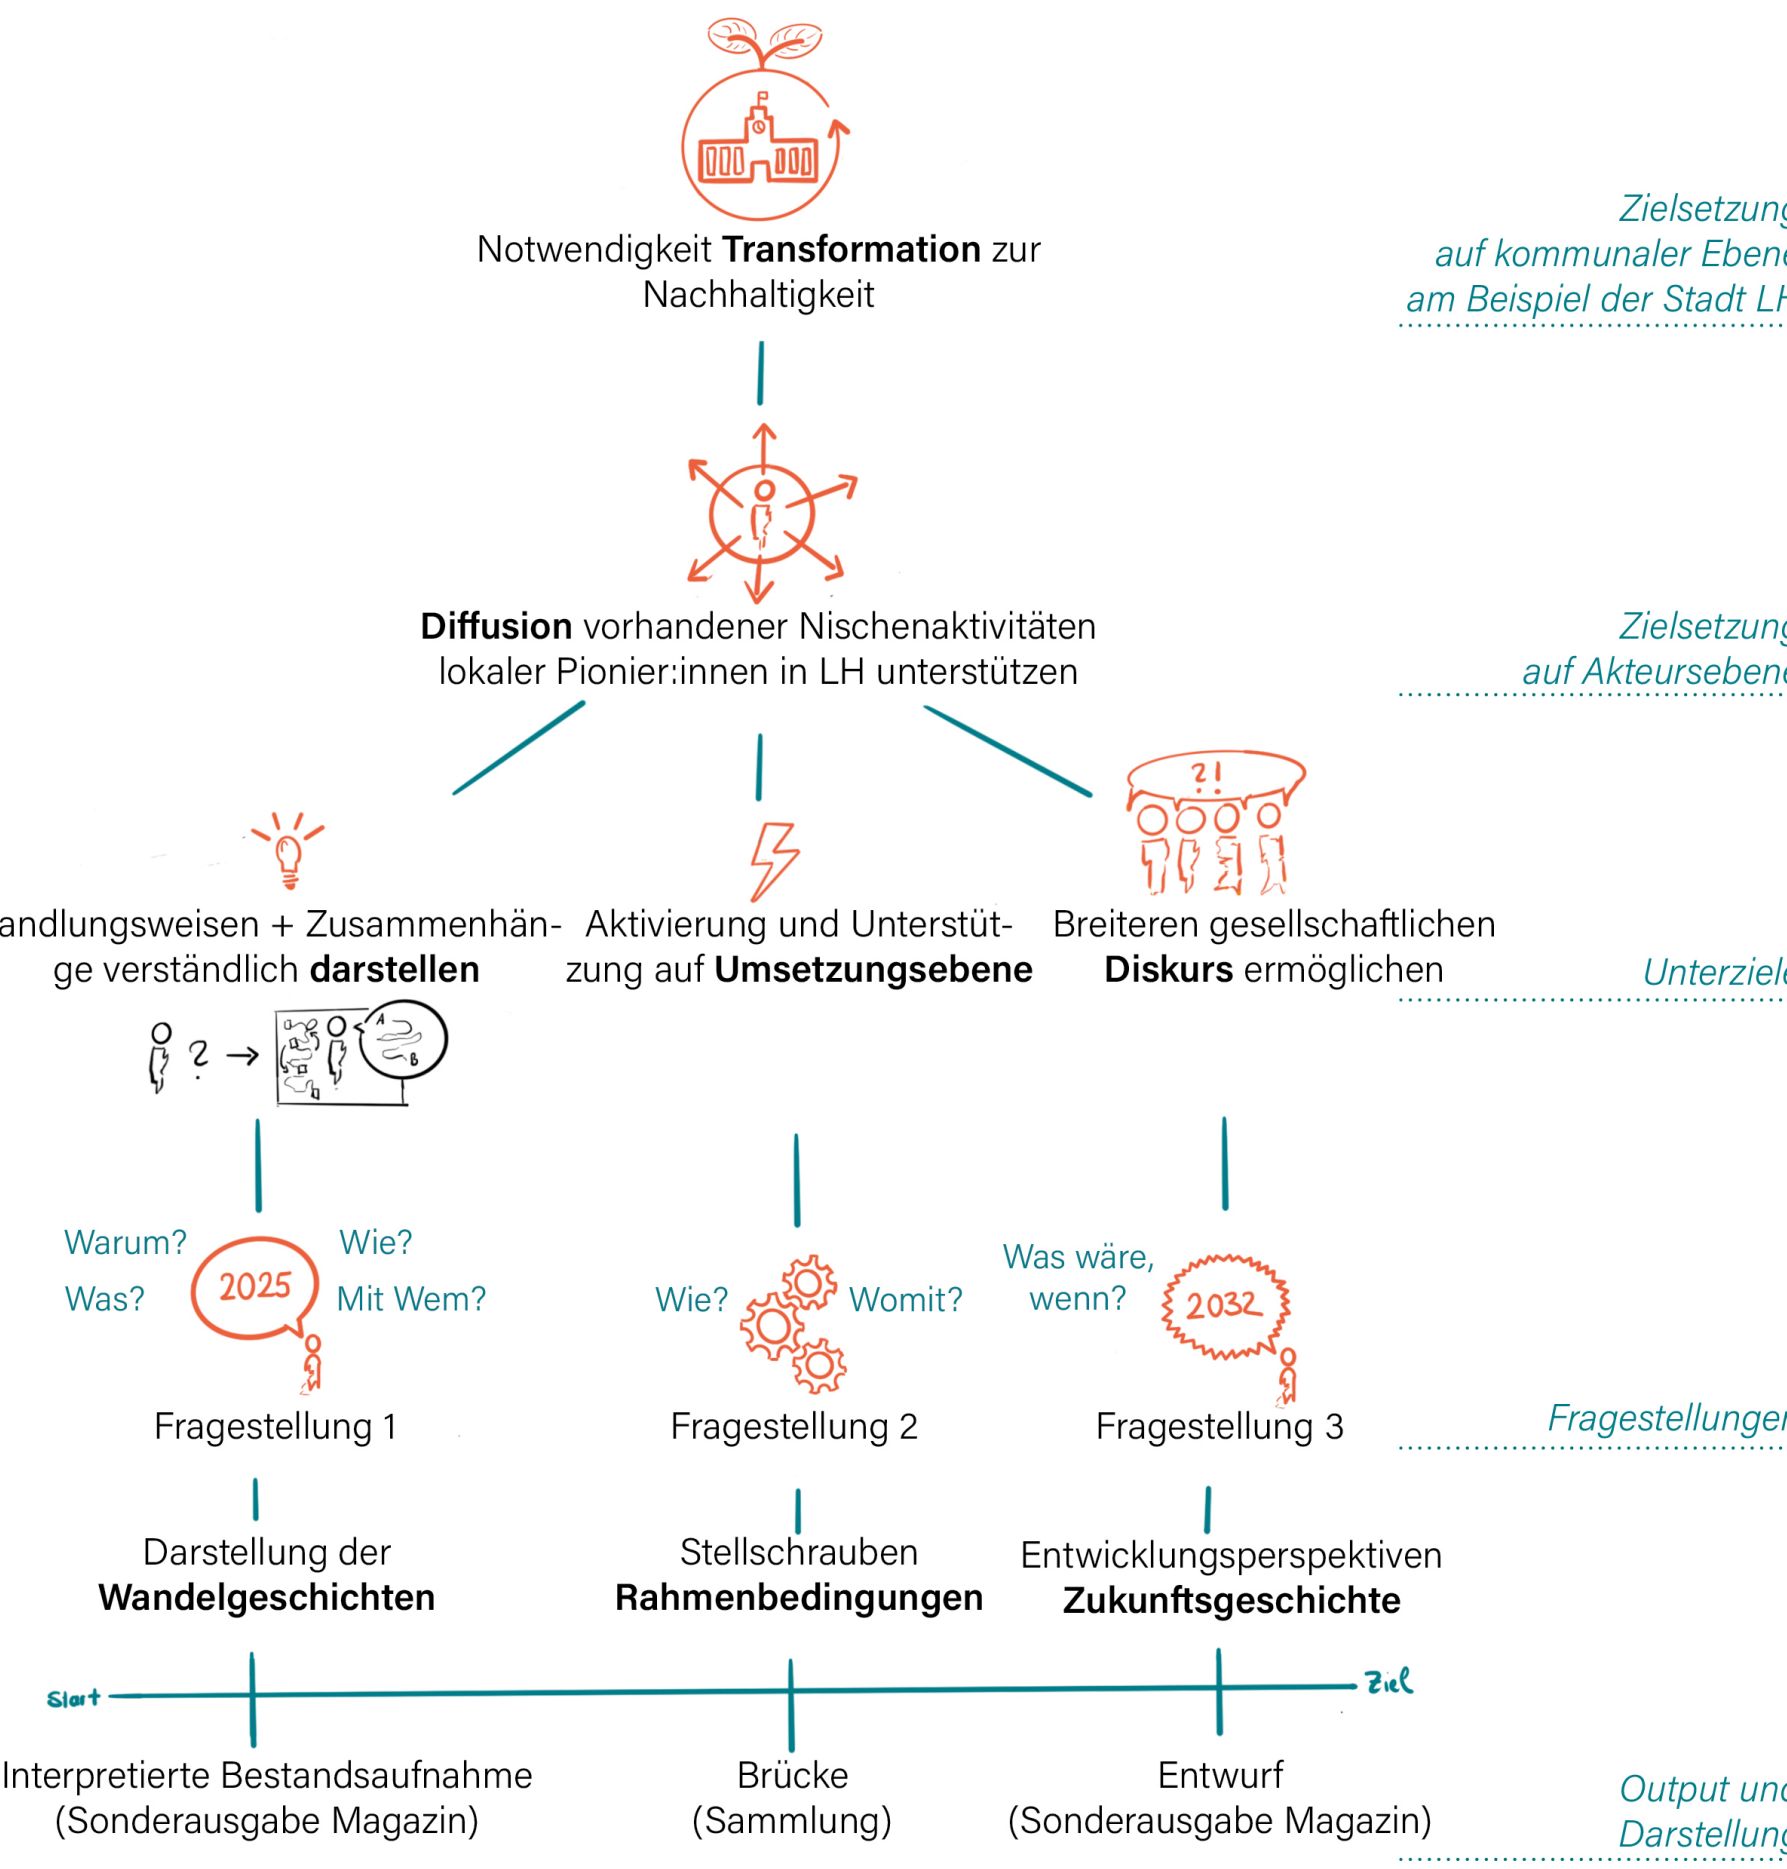 Notwendigkeit Transformation zur
Nachhaltigkeit
Zielsetzung
auf kommunaler Ebene
am Beispiel der Stadt LH
Diffusion vorhandener Nischenaktivitäten
lokaler Pionier:innen in LH unterstützen
Zielsetzung
auf Akteursebene
?!
andlungsweisen + Zusammenhän-
ge verständlich darstellen
Aktivierung und Unterstüt-
zung auf Umsetzungsebene
Breiteren gesellschaftlichen
Diskurs ermöglichen
Unterziele
?
A
B
Warum?
Was?
2025
Wie?
Mit Wem?
Wie?
Womit?
Was wäre,
wenn?
2032
Fragestellung 1
Fragestellung 2
Fragestellung 3
Fragestellungen
Darstellung der
Wandelgeschichten
Stellschrauben
Rahmenbedingungen
Entwicklungsperspektiven
Zukunftsgeschichte
Start
Ziel
Interpretierte Bestandsaufnahme
(Sonderausgabe Magazin)
Brücke
(Sammlung)
Entwurf
(Sonderausgabe Magazin)
Output und
Darstellung